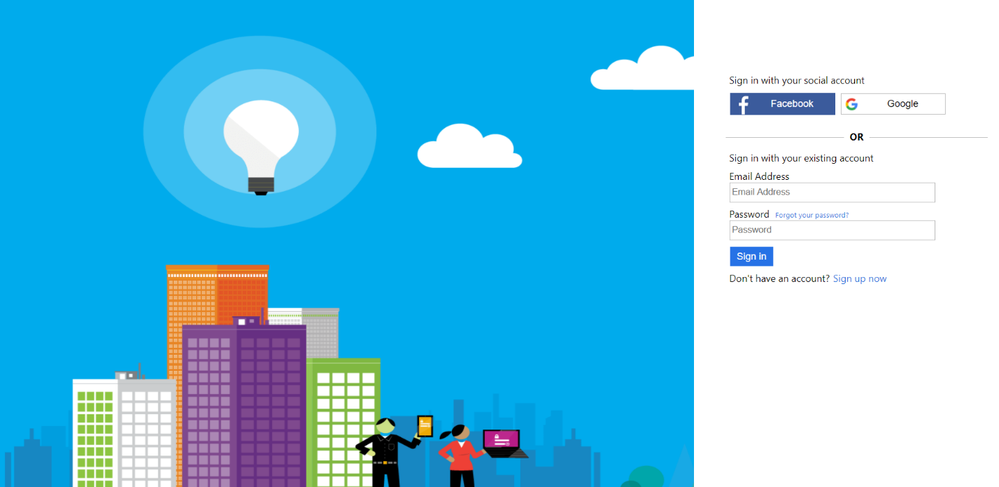 Sign in with your social account
Facebook
Google
OR
Sign in with your existing account
Email Address
Email Address
Password Forgot your password?
Password
Sign in
Don't have an account? Sign up now